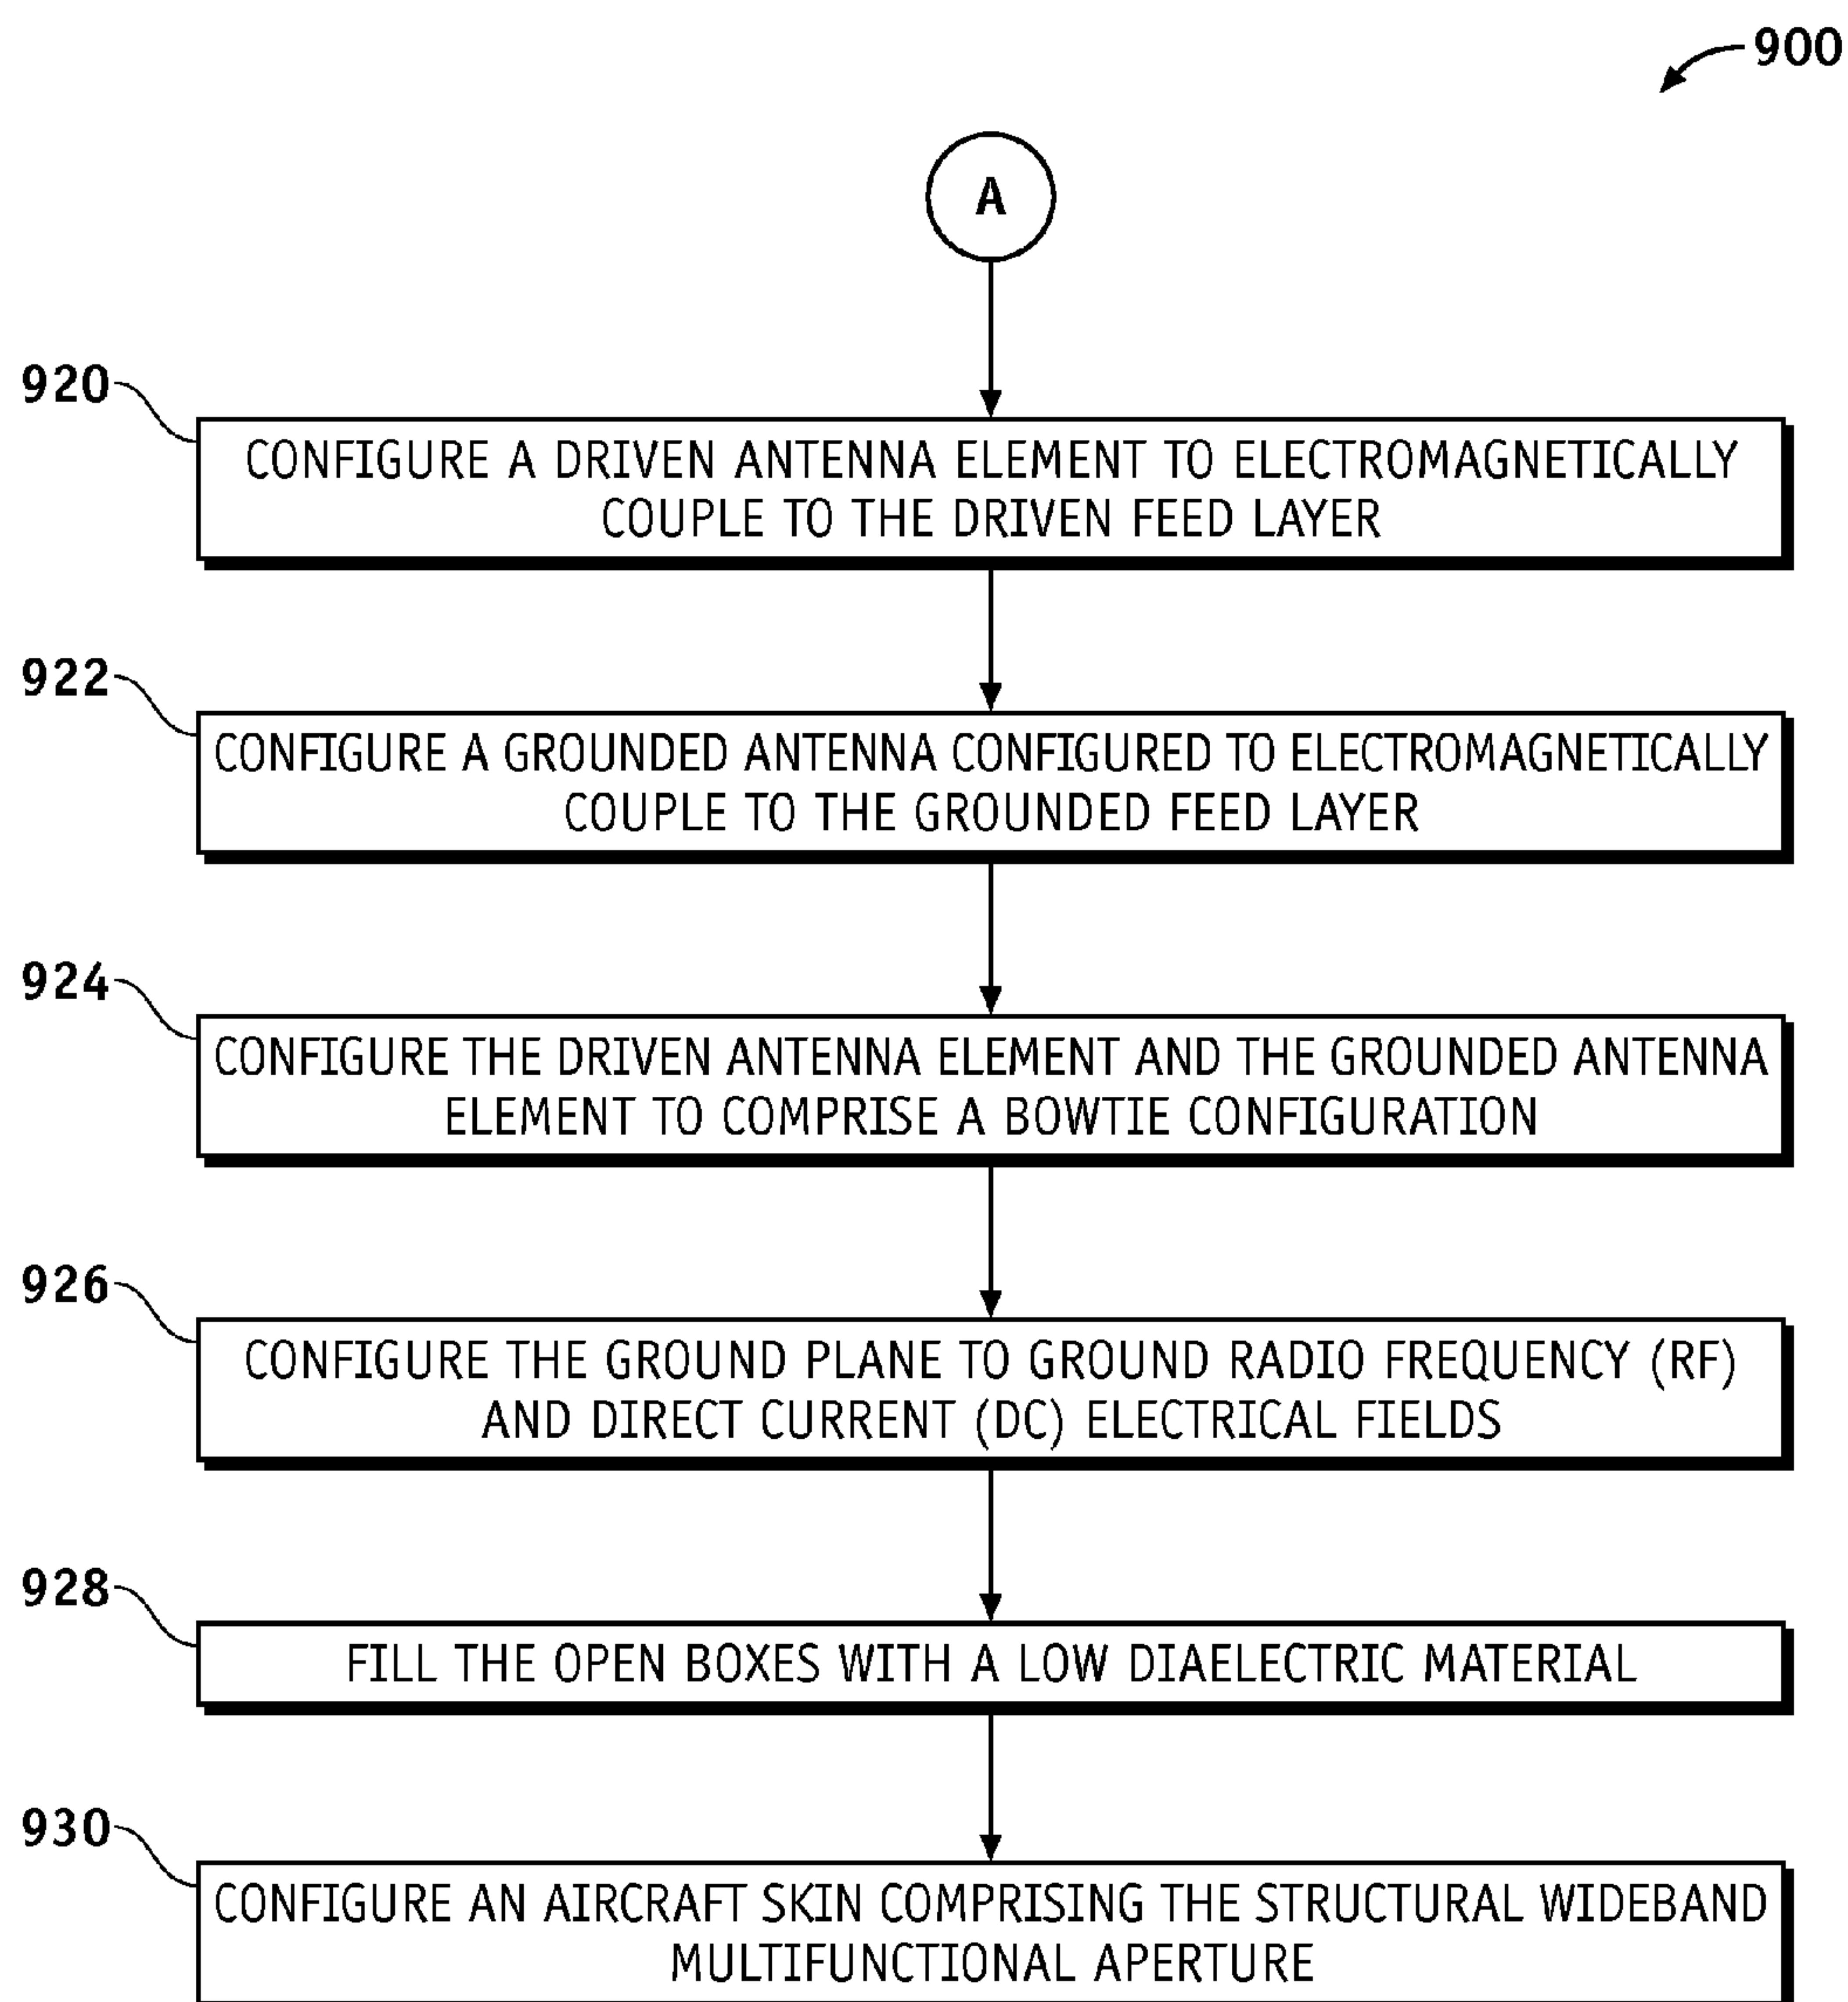 900
A
920
CONFIGURE A DRIVEN ANTENNA ELEMENT TO ELECTROMAGNETICALLY
COUPLE TO THE DRIVEN FEED LAYER
922
CONFIGURE A GROUNDED ANTENNA CONFIGURED TO ELECTROMAGNETICALLY
COUPLE TO THE GROUNDED FEED LAYER
924
CONFIGURE THE DRIVEN ANTENNA ELEMENT AND THE GROUNDED ANTENNA
ELEMENT TO COMPRISE A BOWTIE CONFIGURATION
926
CONFIGURE THE GROUND PLANE TO GROUND RADIO FREQUENCY (RF)
AND DIRECT CURRENT (DC) ELECTRICAL FIELDS
928
FILL THE OPEN BOXES WITH A LOW DIAELECTRIC MATERIAL
930
CONFIGURE AN AIRCRAFT SKIN COMPRISING THE STRUCTURAL WIDEBAND
MULTIFUNCTIONAL APERTURE